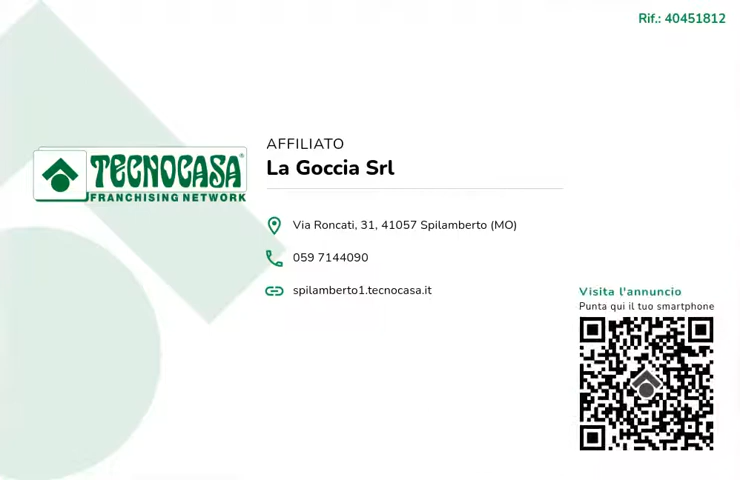 Rif.: 40451812
AFFILIATO
La Goccia Srl
TECNOCASA®
FRANCHISING NETWORK
Via Roncati, 31, 41057 Spilamberto (MO)
059 7144090
spilamberto1.tecnocasa.it
Visita l'annuncio
Punta qui il tuo smartphone